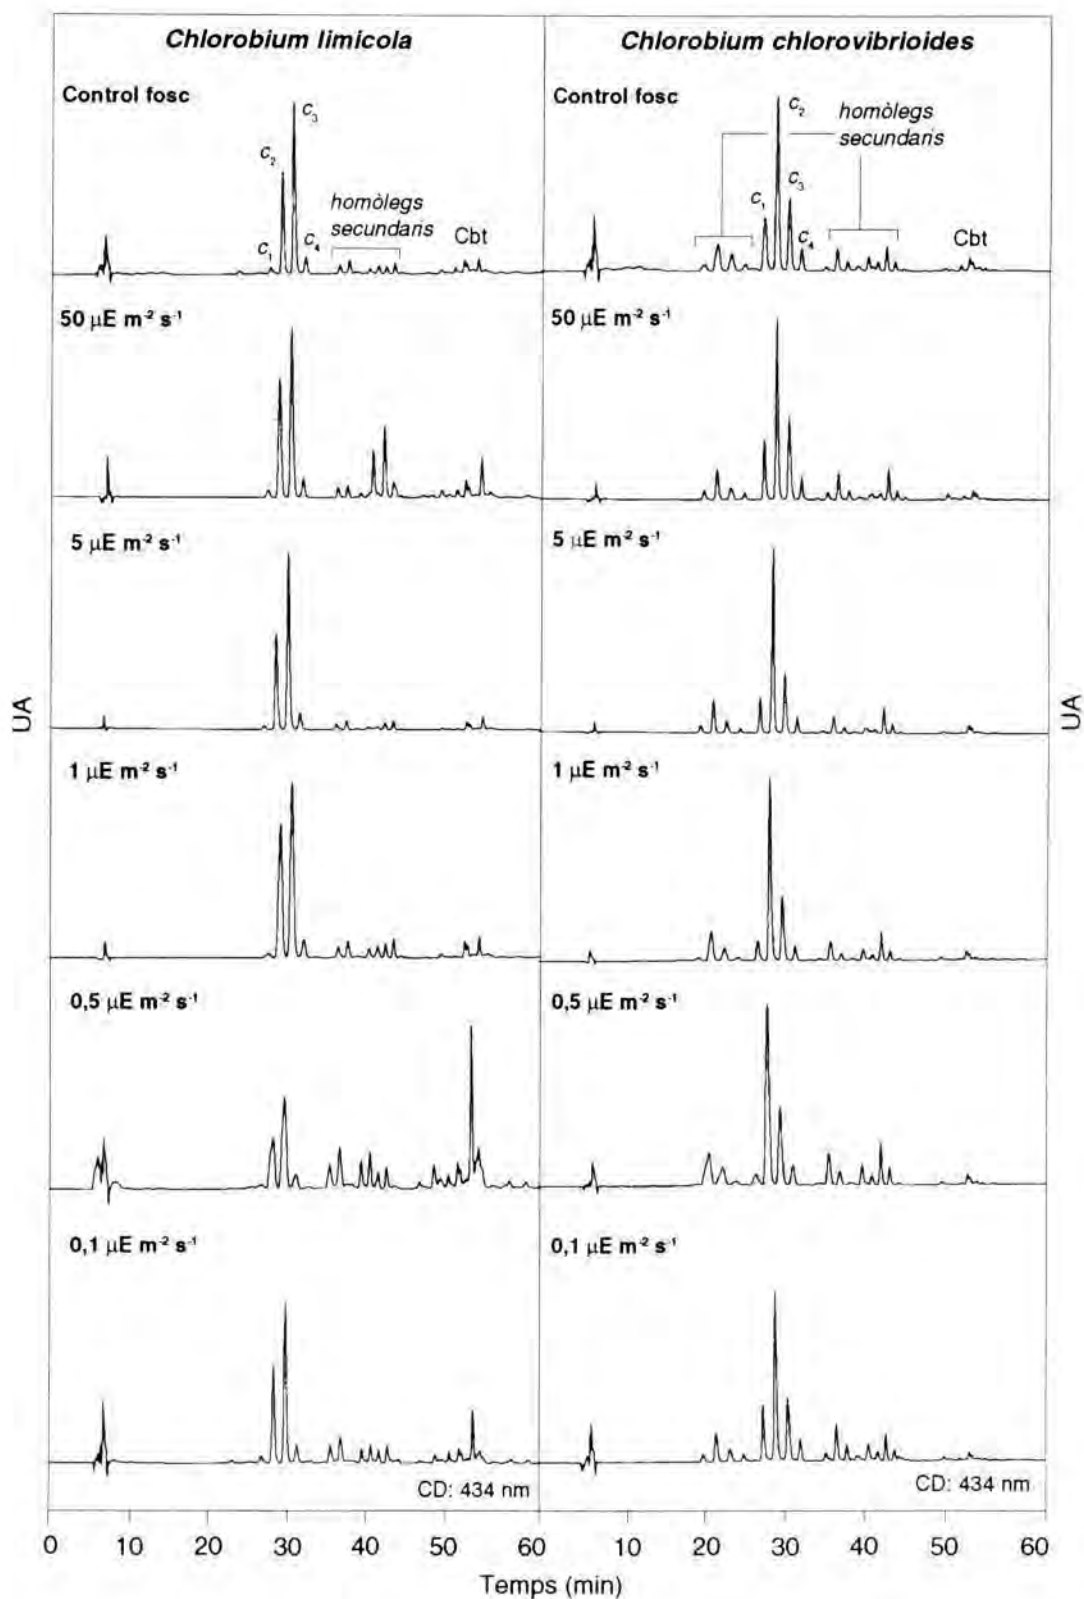 Chlorobium limicola
Control fosc
c₃
c₂
homòlegs
secundaris
c₁
c₄
Cbt
50 µE m⁻² s⁻¹
5 µE m⁻² s⁻¹
1 µE m⁻² s⁻¹
0,5 µE m⁻² s⁻¹
0,1 µE m⁻² s⁻¹
CD: 434 nm
Chlorobium chlorovibrioides
Control fosc
c₂
homòlegs
secundaris
c₃
c₁
c₄
Cbt
50 µE m⁻² s⁻¹
5 µE m⁻² s⁻¹
1 µE m⁻² s⁻¹
0,5 µE m⁻² s⁻¹
0,1 µE m⁻² s⁻¹
CD: 434 nm
UA
UA
0 10 20 30 40 50 60 10 20 30 40 50 60
Temps (min)